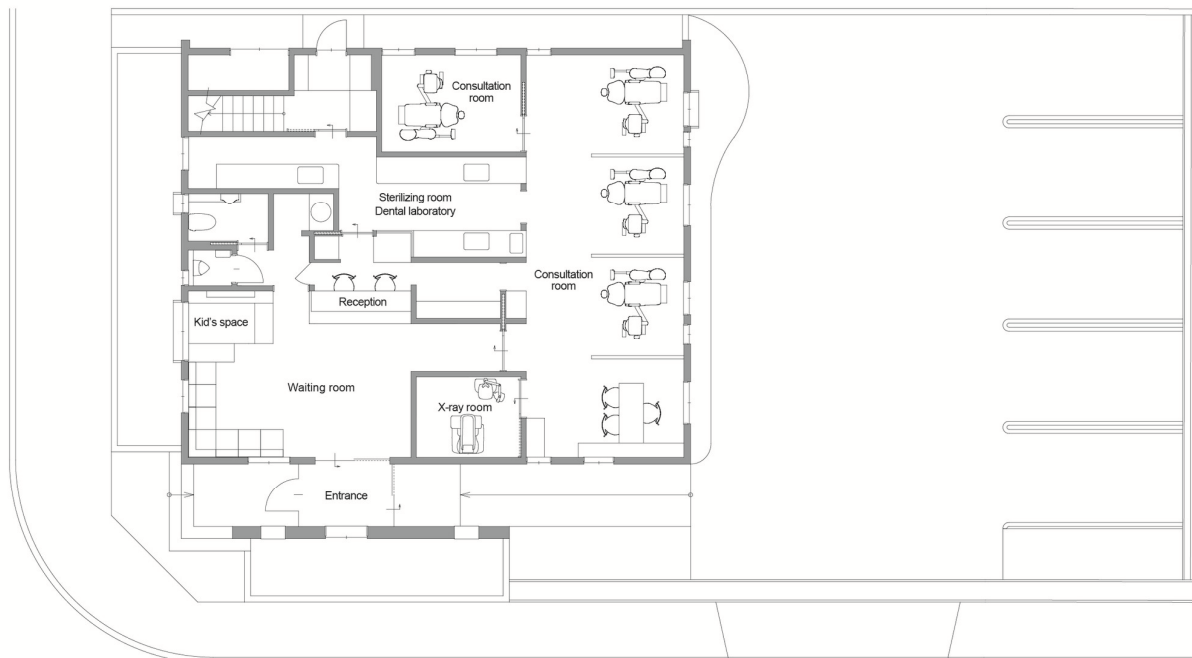 Consultation
room
Sterilizing room
Dental laboratory
Consultation
room
Reception
Kid's space
Waiting room
X-ray room
Entrance